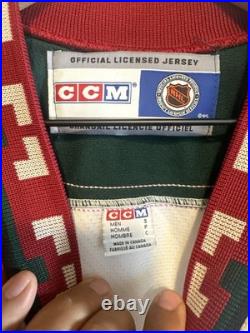 OFFICIAL LICENSED JERSEY
CCM
NHL
CHANDAIL LICENCIÉ OFFICIEL
CCM
MEN S
HOMME P
HOMBRE C
MADE IN CANADA
FABRIQUÉ AU CANADA